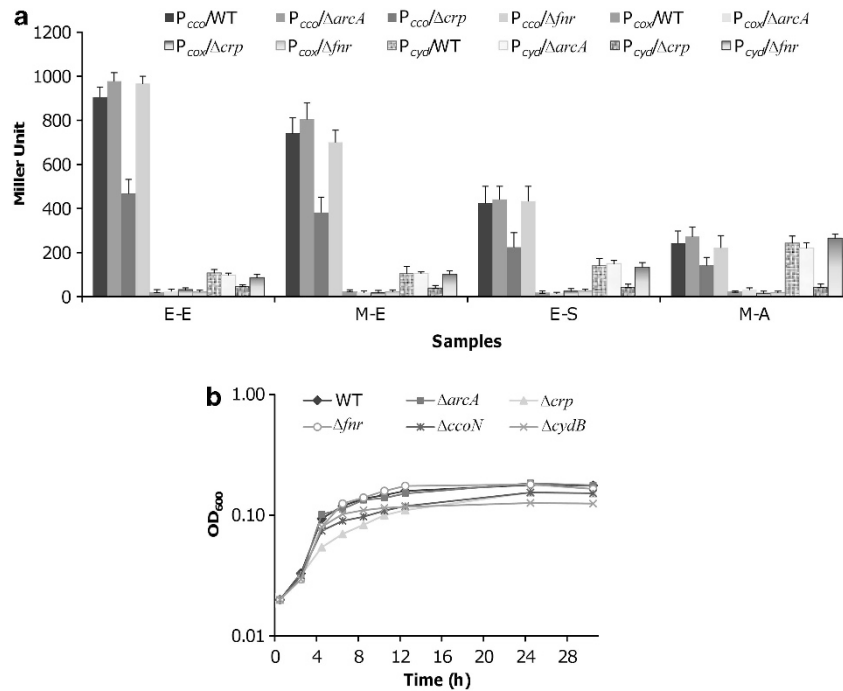 a
P_cco/WT P_cco/ΔarcA P_cco/Δcrp P_cco/Δfnr P_cox/WT P_cox/ΔarcA
P_cox/Δcrp P_cox/Δfnr P_cyd/WT P_cyd/ΔarcA P_cyd/Δcrp P_cyd/Δfnr
1200
1000
800
600
400
200
0
Miller Unit
E-E M-E E-S M-A
Samples
b
WT ΔarcA Δcrp
Δfnr ΔccoN ΔcydB
1.00
0.10
0.01
OD₆₀₀
0 4 8 12 16 20 24 28
Time (h)